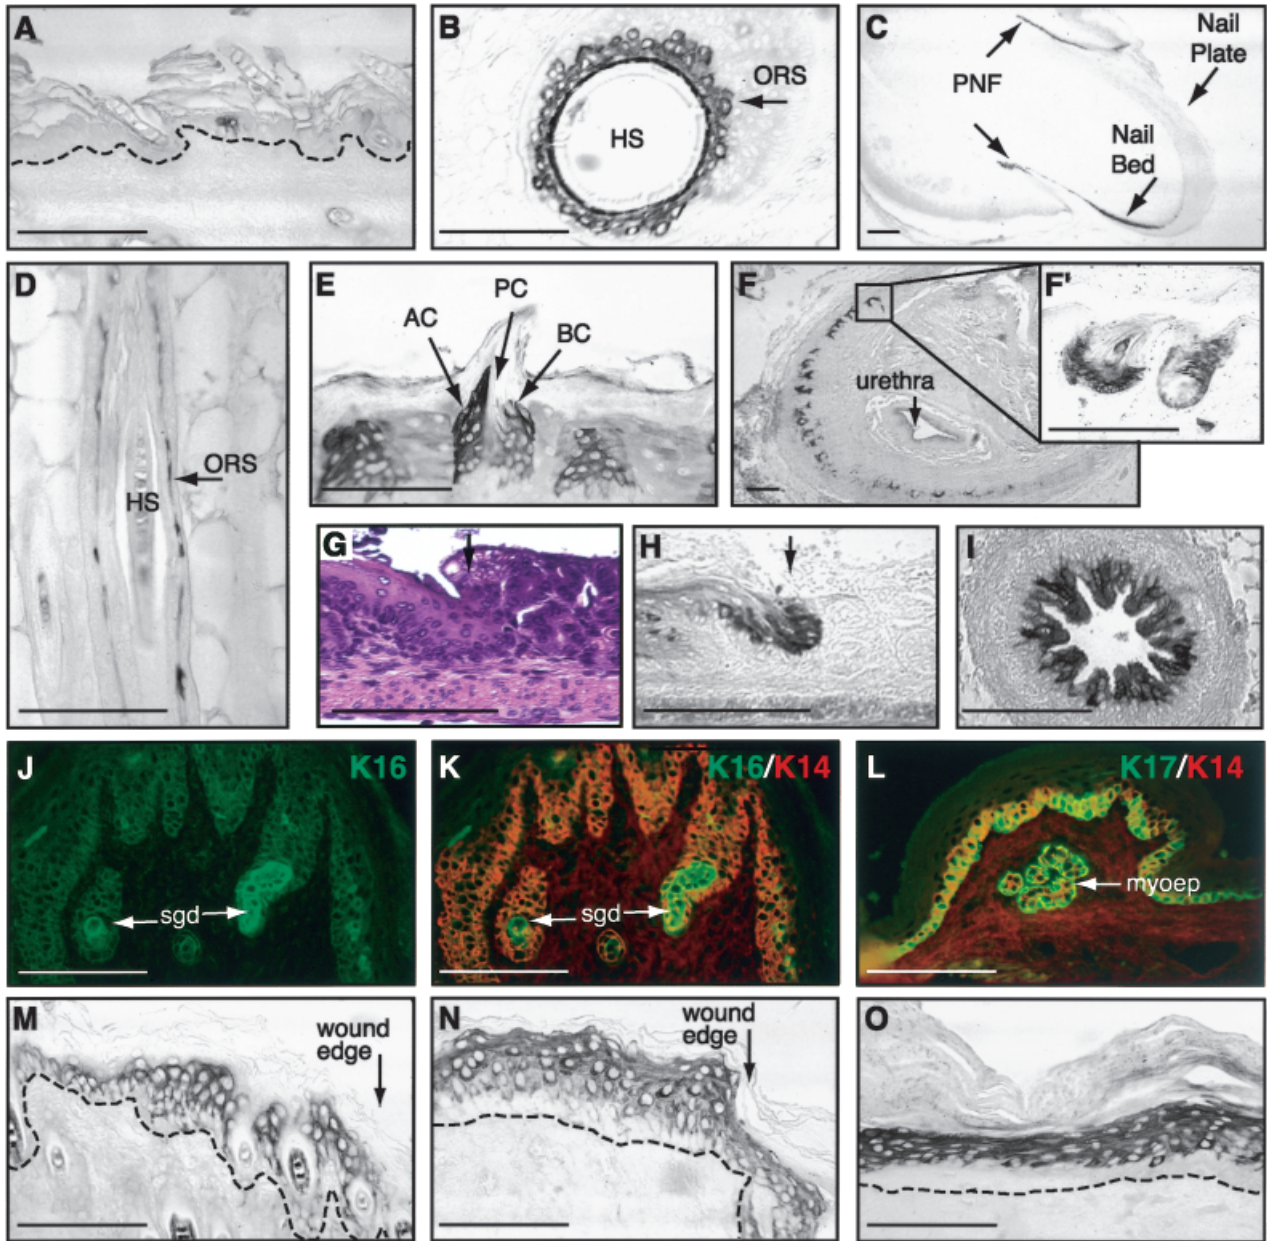 A
B
ORS
HS
C
Nail
Plate
PNF
Nail
Bed
D
ORS
HS
E
PC
AC
BC
F
F'
urethra
G
H
I
J
K16
sgd
K
K16/K14
sgd
L
K17/K14
myoep
M
wound
edge
N
wound
edge
O